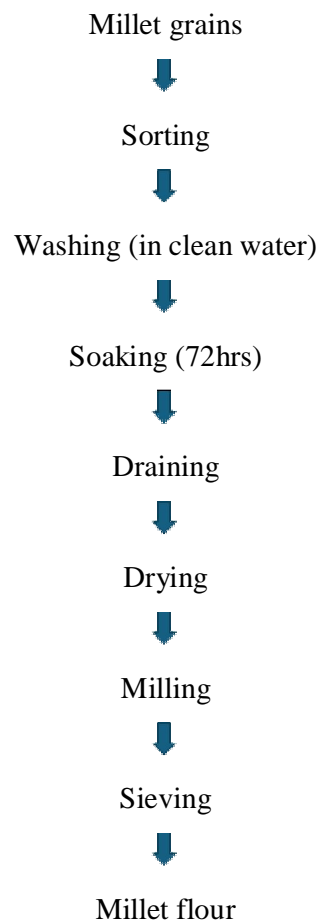 Millet grains
Sorting
Washing (in clean water)
Soaking (72hrs)
Draining
Drying
Milling
Sieving
Millet flour